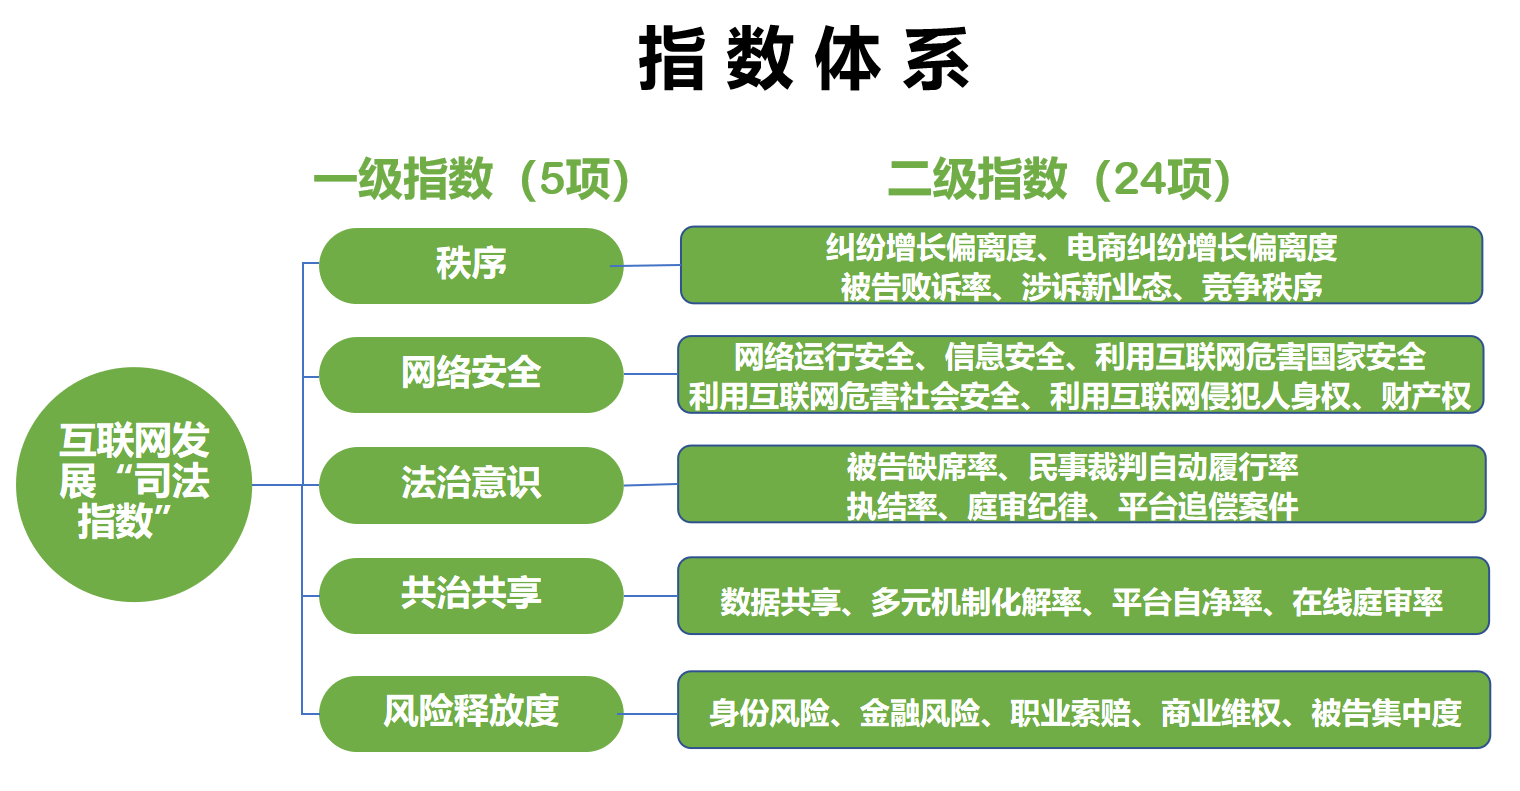 指数体系
一级指数（5项）
二级指数（24项）
互联网发
展“司法
指数”
秩序
纠纷增长偏离度、电商纠纷增长偏离度
被告败诉率、涉诉新业态、竞争秩序
网络安全
网络运行安全、信息安全、利用互联网危害国家安全
利用互联网危害社会安全、利用互联网侵犯人身权、财产权
法治意识
被告缺席率、民事裁判自动履行率
执结率、庭审纪律、平台追偿案件
共治共享
数据共享、多元机制化解率、平台自净率、在线庭审率
风险释放度
身份风险、金融风险、职业索赔、商业维权、被告集中度